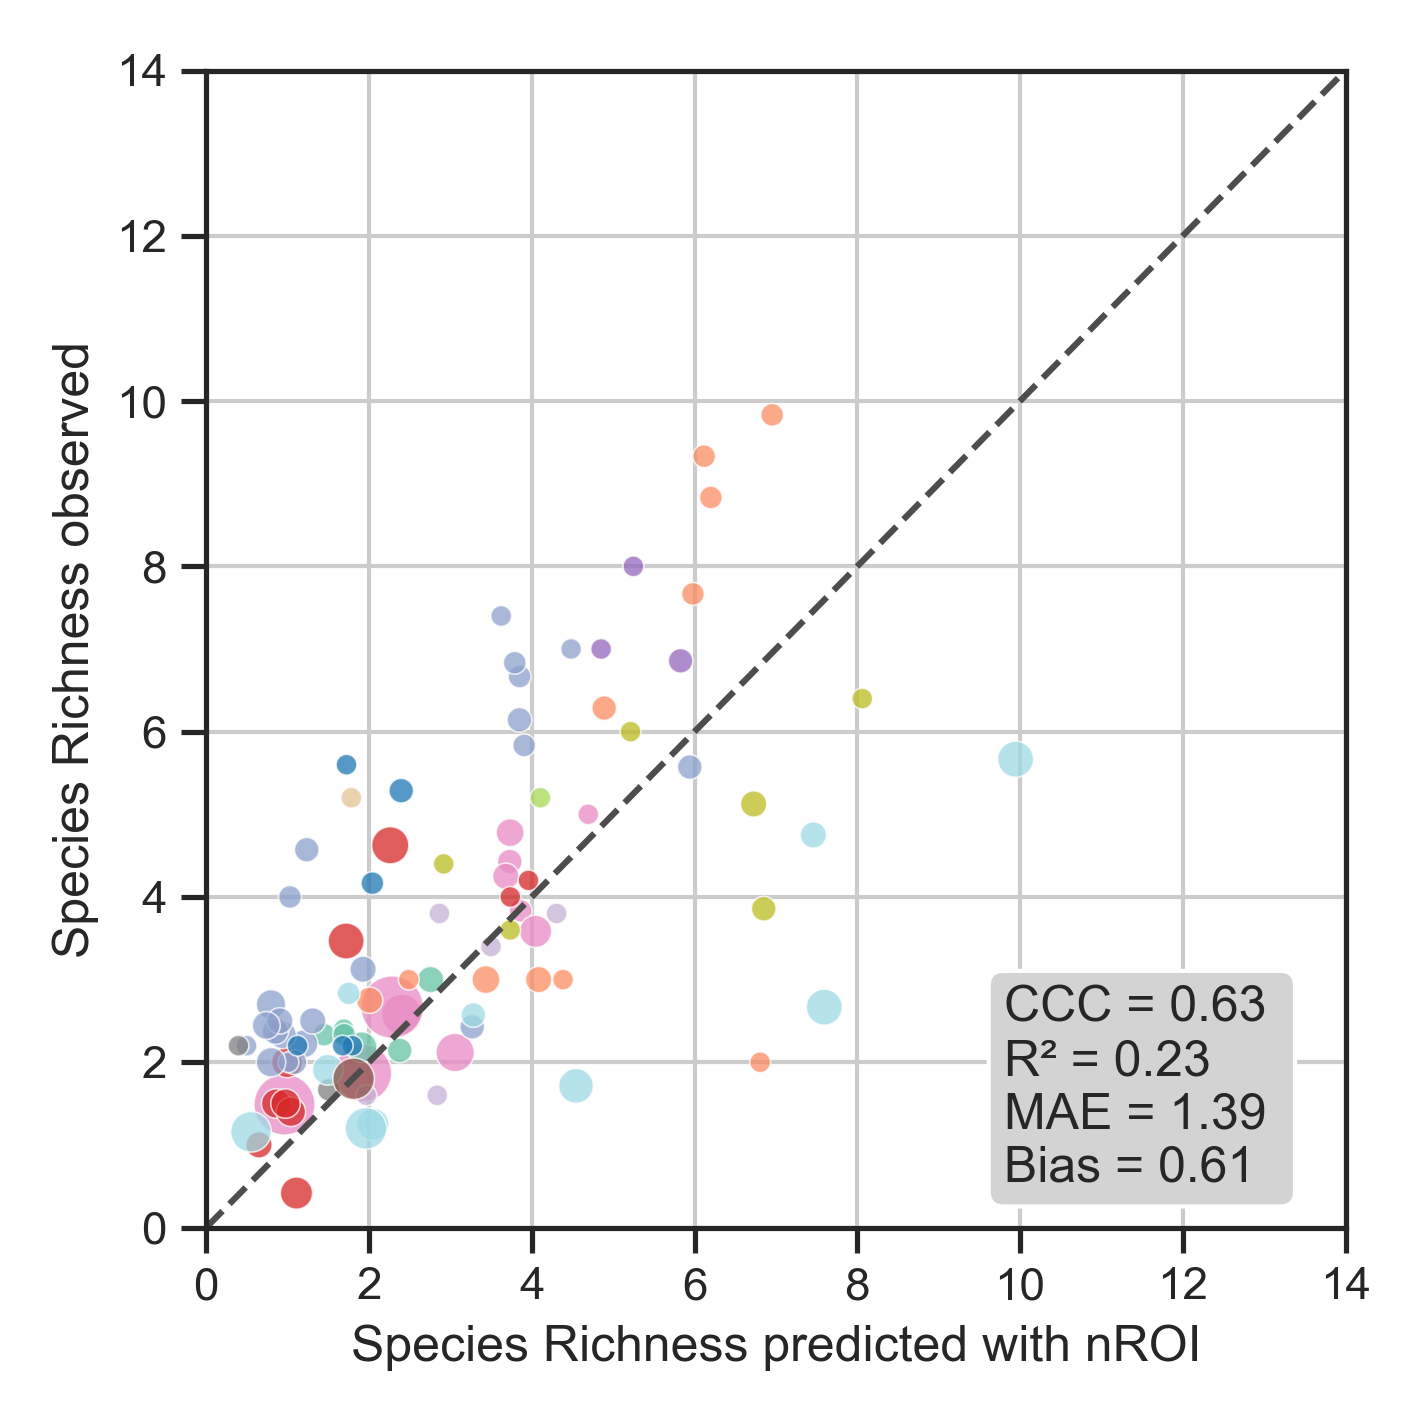 14
12
10
8
6
4
2
0
Species Richness observed
CCC = 0.63
R² = 0.23
MAE = 1.39
Bias = 0.61
0 2 4 6 8 10 12 14
Species Richness predicted with nROI